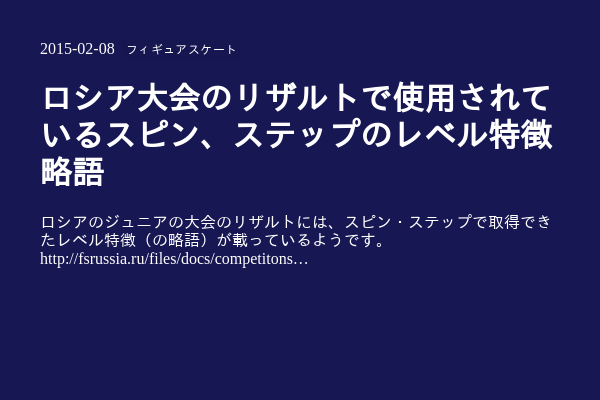 2015-02-08 フィギュアスケート
ロシア大会のリザルトで使用されて
いるスピン、ステップのレベル特徴
略語
ロシアのジュニアの大会のリザルトには、スピン・ステップで取得でき
たレベル特徴（の略語）が載っているようです。
http://fsrussia.ru/files/docs/competitons…